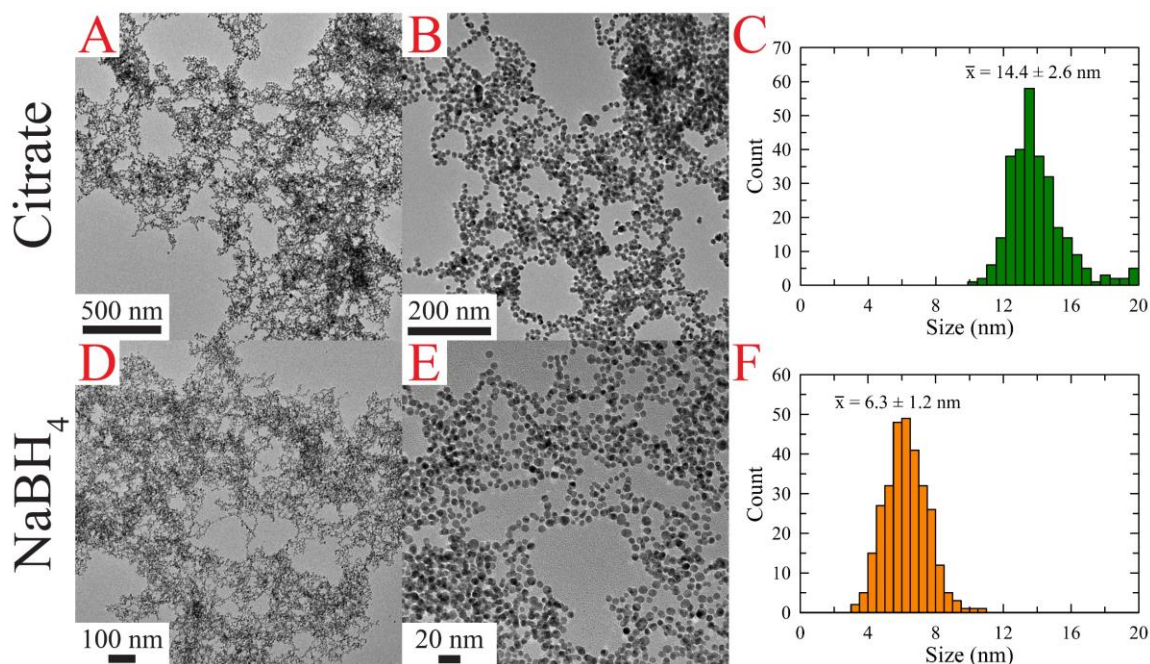 Citrate
A
500 nm
B
200 nm
C
70
60
50
40
30
20
10
0
Count
x̄ = 14.4 ± 2.6 nm
0 4 8 12 16 20
Size (nm)
NaBH₄
D
100 nm
E
20 nm
F
60
50
40
30
20
10
0
Count
x̄ = 6.3 ± 1.2 nm
0 4 8 12 16 20
Size (nm)